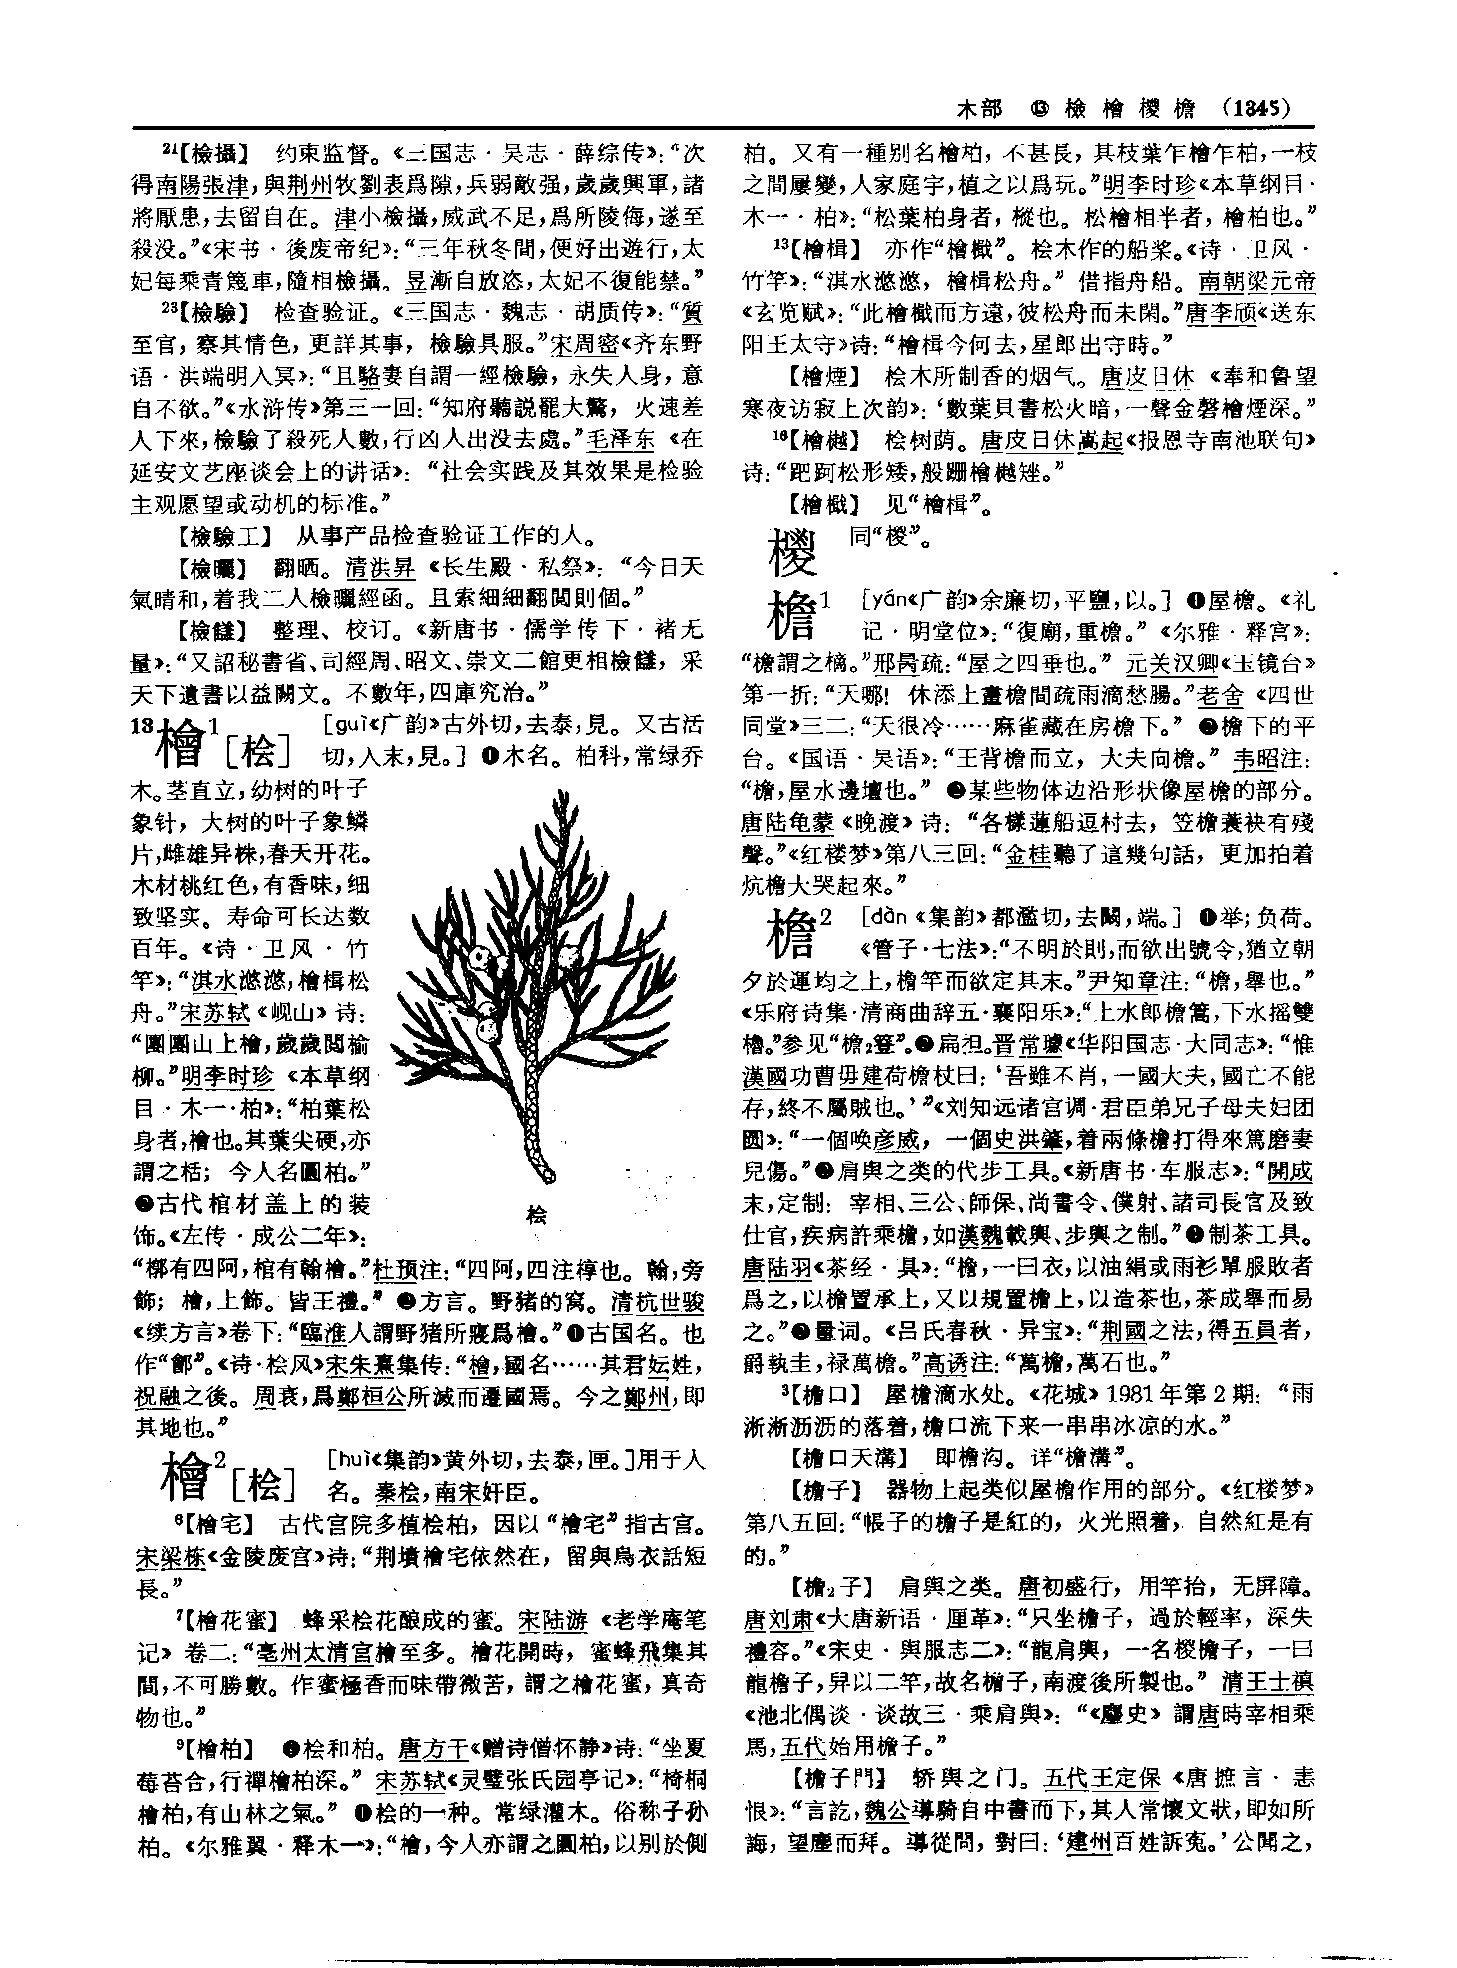 木部 ⑬ 檢檜㮨檐 (1345)
²¹【檢攝】 约束监督。《三国志·吴志·薛综传》：“次
得南陽張津，與荆州牧劉表爲隙，兵弱敵强，歲歲興軍，諸
將厭患，去留自在。津小檢攝，威武不足，爲所陵侮，遂至
殺没。”《宋书·後废帝纪》：“三年秋冬間，便好出遊行，太
妃每乘青篾車，隨相檢攝。昱漸自放恣，太妃不復能禁。”
²³【檢驗】 检查验证。《三国志·魏志·胡质传》：“質
至官，察其情色，更詳其事，檢驗具服。”宋周密《齐东野
语·洪端明入冥》：“且駱妻自謂一經檢驗，永失人身，意
自不欲。”《水浒传》第三一回：“知府聽説罷大驚，火速差
人下來，檢驗了殺死人數，行凶人出没去處。”毛泽东《在
延安文艺座谈会上的讲话》：“社会实践及其效果是检验
主观愿望或动机的标准。”
【檢驗工】 从事产品检查验证工作的人。
【檢曬】 翻晒。清洪昇《长生殿·私祭》：“今日天
氣晴和，着我二人檢曬經函。且索細細翻閲則個。”
【檢讎】 整理、校订。《新唐书·儒学传下·褚无
量》：“又詔秘書省、司經局、昭文、崇文二館更相檢讎，采
天下遺書以益闕文。不數年，四庫完治。”
13檜¹［桧］ ［guì《广韵》古外切，去泰，見。又古活
切，入末，見。］❶木名。柏科，常绿乔
木。茎直立，幼树的叶子
象针，大树的叶子象鳞
片，雌雄异株，春天开花。
木材桃红色，有香味，细
致坚实。寿命可长达数
百年。《诗·卫风·竹
竿》：“淇水滺滺，檜楫松
舟。”宋苏轼《岘山》诗：
“團團山上檜，歲歲閲榆
柳。”明李时珍《本草纲
目·木一·柏》：“柏葉松
身者，檜也。其葉尖硬，亦
謂之栝；今人名圓柏。”
❷古代棺材盖上的装
饰。《左传·成公二年》：
桧
“槨有四阿，棺有翰檜。”杜预注：“四阿，四注椁也。翰，旁
飾；檜，上飾。皆王禮。”❸方言。野猪的窝。清杭世骏
《续方言》卷下：“臨淮人謂野猪所寢爲檜。”❹古国名。也
作“鄶”。《诗·桧风》宋朱熹集传：“檜，國名……其君妘姓，
祝融之後。周衰，爲鄭桓公所滅而遷國焉。今之鄭州，即
其地也。”
檜²［桧］ ［huì《集韵》黄外切，去泰，匣。］用于人
名。秦桧，南宋奸臣。
⁶【檜宅】 古代宫院多植桧柏，因以“檜宅”指古宫。
宋梁栋《金陵废宫》诗：“荆墳檜宅依然在，留與烏衣話短
長。”
⁷【檜花蜜】 蜂采桧花酿成的蜜。宋陆游《老学庵笔
记》卷二：“亳州太清宫檜至多。檜花開時，蜜蜂飛集其
間，不可勝數。作蜜極香而味帶微苦，謂之檜花蜜，真奇
物也。”
⁹【檜柏】 ❶桧和柏。唐方干《赠诗僧怀静》诗：“坐夏
莓苔合，行禪檜柏深。”宋苏轼《灵璧张氏园亭记》：“椅桐
檜柏，有山林之氣。”❷桧的一种。常绿灌木。俗称子孙
柏。《尔雅翼·释木一》：“檜，今人亦謂之圓柏，以别於側
柏。又有一種别名檜柏，不甚長，其枝葉乍檜乍柏，一枝
之間屢變，人家庭宇，植之以爲玩。”明李时珍《本草纲目·
木一·柏》：“松葉柏身者，樅也。松檜相半者，檜柏也。”
¹³【檜楫】 亦作“檜檝”。桧木作的船桨。《诗·卫风·
竹竿》：“淇水滺滺，檜楫松舟。”借指舟船。南朝梁元帝
《玄览赋》：“此檜檝而方遠，彼松舟而未閑。”唐李颀《送东
阳王太守》诗：“檜楫今何去，星郎出守時。”
【檜煙】 桧木所制香的烟气。唐皮日休《奉和鲁望
寒夜访寂上次韵》：‘數葉貝書松火暗，一聲金磬檜煙深。”
¹⁶【檜樾】 桧树荫。唐皮日休嵩起《报恩寺南池联句》
诗：“跁跒松形矮，般跚檜樾矬。”
【檜檝】 见“檜楫”。
㮨 同“椶”。
檐¹ ［yán《广韵》余廉切，平鹽，以。］❶屋檐。《礼
记·明堂位》：“復廟，重檐。”《尔雅·释宫》：
“檐謂之樀。”邢昺疏：“屋之四垂也。”元关汉卿《玉镜台》
第一折：“天哪！休添上畫檐間疏雨滴愁腸。”老舍《四世
同堂》三二：“天很冷……麻雀藏在房檐下。”❷檐下的平
台。《国语·吴语》：“王背檐而立，大夫向檐。”韦昭注：
“檐，屋水邊壇也。”❸某些物体边沿形状像屋檐的部分。
唐陆龟蒙《晚渡》诗：“各樣蓮船逗村去，笠檐蓑袂有殘
聲。”《红楼梦》第八三回：“金桂聽了這幾句話，更加拍着
炕檐大哭起來。”
檐² ［dàn《集韵》都濫切，去闞，端。］❶举；负荷。
《管子·七法》：“不明於則，而欲出號令，猶立朝
夕於運均之上，檐竿而欲定其末。”尹知章注：“檐，舉也。”
《乐府诗集·清商曲辞五·襄阳乐》：“上水郎檐篙，下水摇雙
櫓。”参见“檐₂簦”。❷扁担。晋常璩《华阳国志·大同志》：“惟
漢國功曹毋建荷檐杖曰：‘吾雖不肖，一國大夫，國亡不能
存，終不屬賊也。’”《刘知远诸宫调·君臣弟兄子母夫妇团
圆》：“一個唤彦威，一個史洪肇，着兩條檐打得來篤磨妻
兒傷。”❸肩舆之类的代步工具。《新唐书·车服志》：“開成
末，定制：宰相、三公、師保、尚書令、僕射、諸司長官及致
仕官，疾病許乘檐，如漢魏載輿、步輿之制。”❹制茶工具。
唐陆羽《茶经·具》：“檐，一曰衣，以油絹或雨衫單服敗者
爲之，以檐置承上，又以規置檐上，以造茶也，茶成舉而易
之。”❺量词。《吕氏春秋·异宝》：“荆國之法，得五員者，
爵執圭，禄萬檐。”高诱注：“萬檐，萬石也。”
³【檐口】 屋檐滴水处。《花城》1981年第2期：“雨
淅淅沥沥的落着，檐口流下来一串串冰凉的水。”
【檐口天溝】 即檐沟。详“檐溝”。
【檐子】 器物上起类似屋檐作用的部分。《红楼梦》
第八五回：“帳子的檐子是紅的，火光照着，自然紅是有
的。”
【檐₂子】 肩舆之类。唐初盛行，用竿抬，无屏障。
唐刘肃《大唐新语·厘革》：“只坐檐子，過於輕率，深失
禮容。”《宋史·舆服志二》：“龍肩輿，一名椶檐子，一曰
龍檐子，舁以二竿，故名檐子，南渡後所製也。”清王士禛
《池北偶谈·谈故三·乘肩舆》：“《麈史》謂唐時宰相乘
馬，五代始用檐子。”
【檐子門】 轿舆之门。五代王定保《唐摭言·恚
恨》：“言訖，魏公導騎自中書而下，其人常懷文狀，即如所
誨，望塵而拜。導從問，對曰：‘建州百姓訴冤。’公聞之，